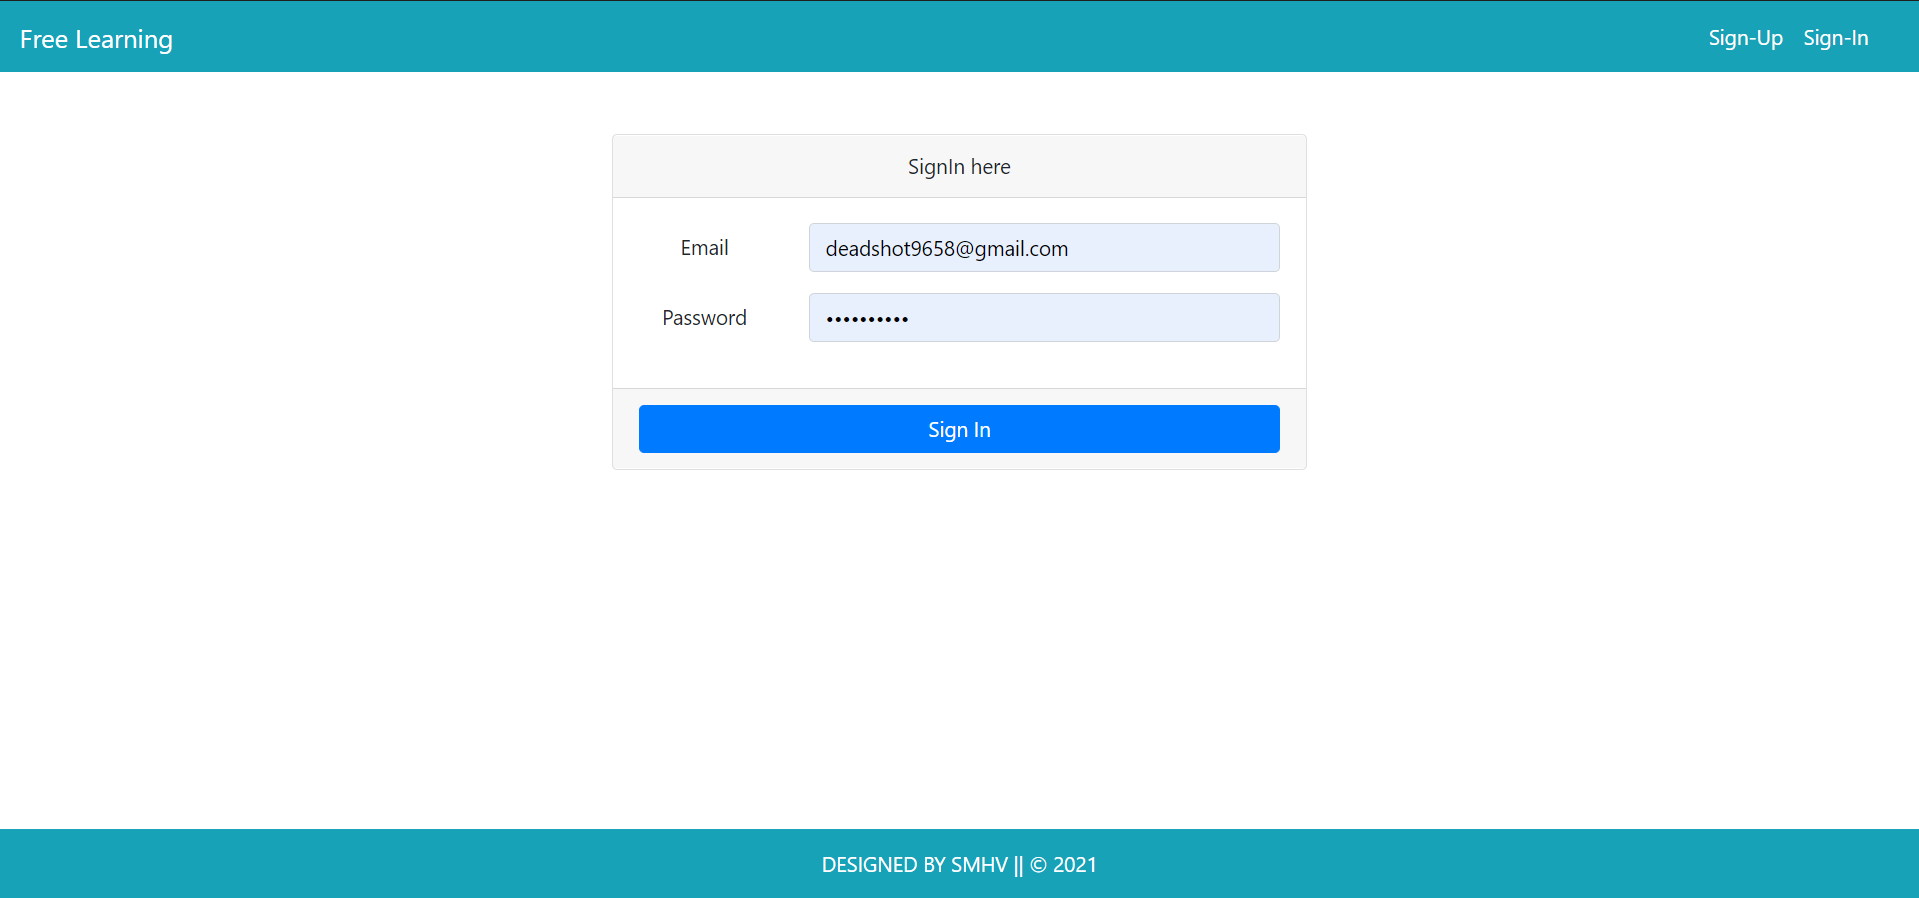 Free Learning
Sign-Up Sign-In
SignIn here
Email
deadshot9658@gmail.com
Password
••••••••••
Sign In
DESIGNED BY SMHV || © 2021